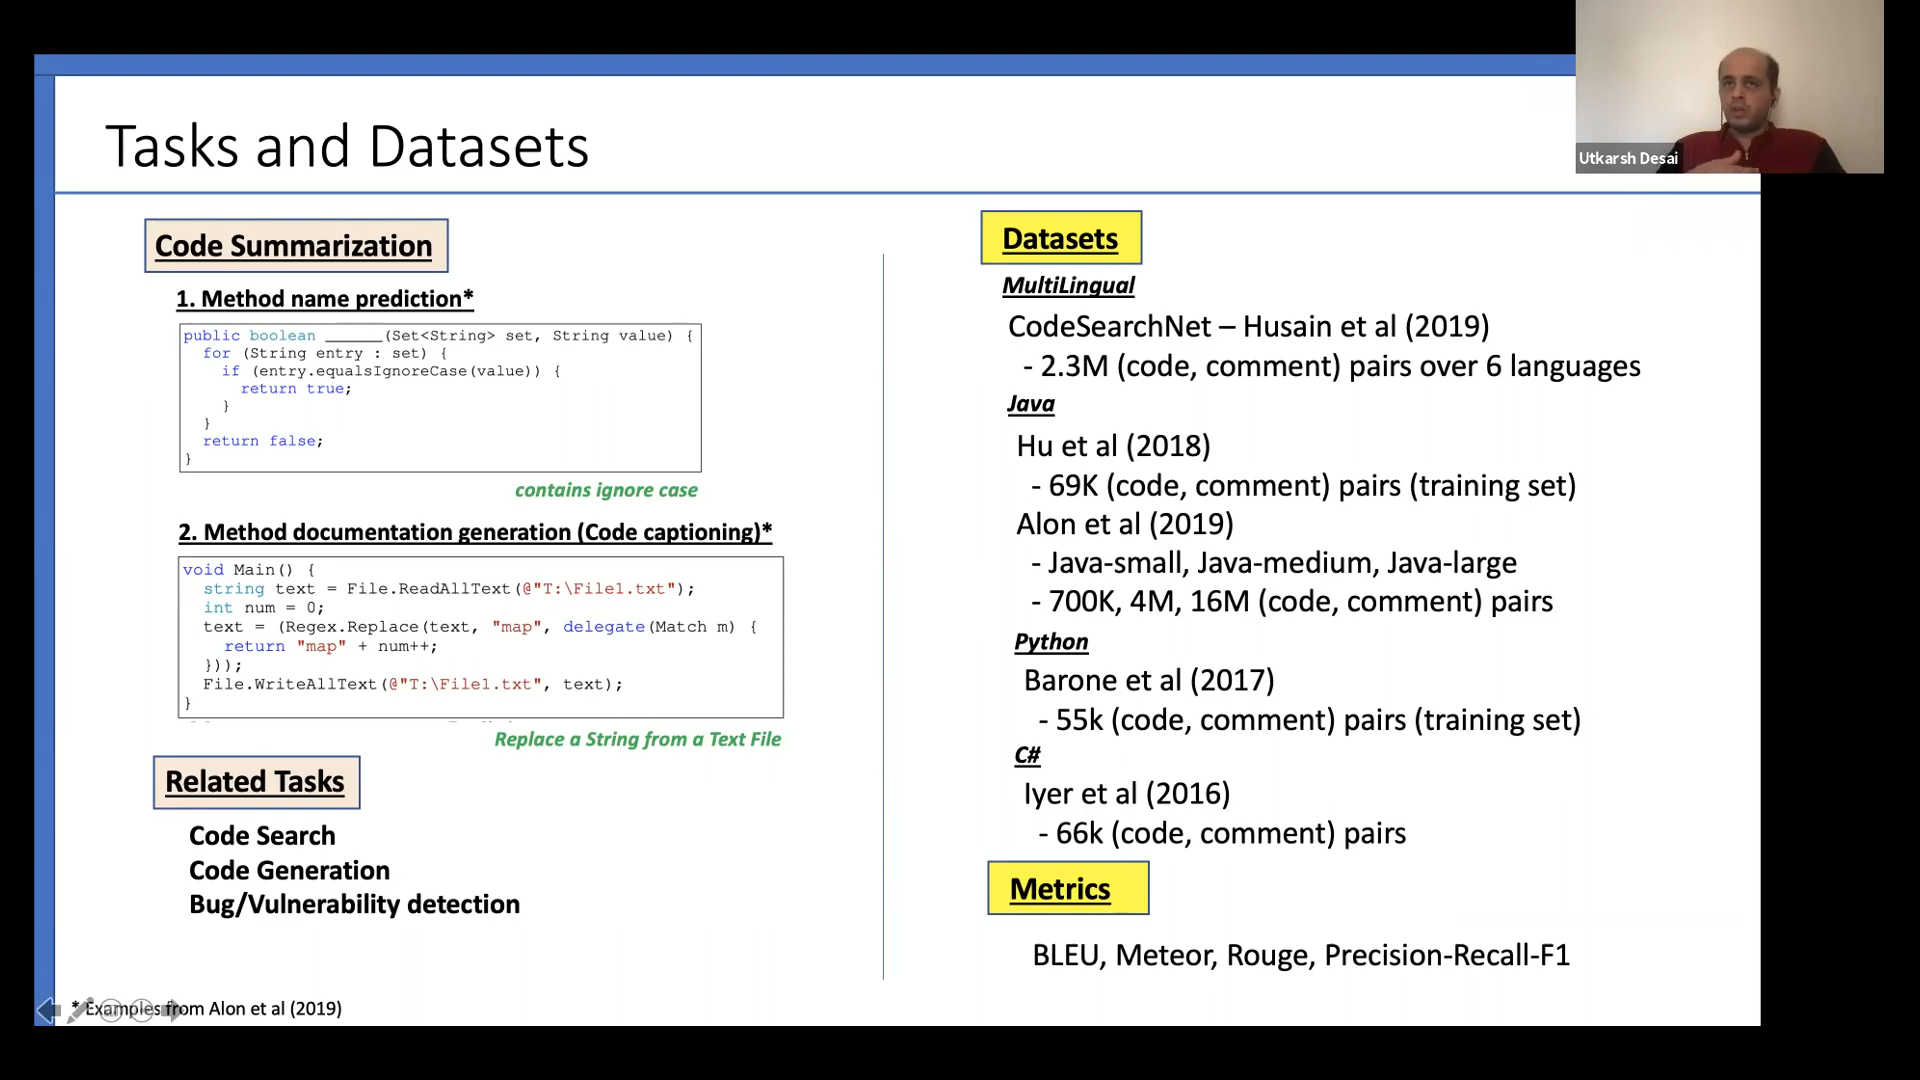 Utkarsh Desai
Tasks and Datasets
Code Summarization
1. Method name prediction*
public boolean ______(Set<String> set, String value) {
for (String entry : set) {
if (entry.equalsIgnoreCase(value)) {
return true;
}
}
return false;
}
contains ignore case
2. Method documentation generation (Code captioning)*
void Main() {
string text = File.ReadAllText(@"T:\File1.txt");
int num = 0;
text = (Regex.Replace(text, "map", delegate(Match m) {
return "map" + num++;
}));
File.WriteAllText(@"T:\File1.txt", text);
}
Replace a String from a Text File
Related Tasks
Code Search
Code Generation
Bug/Vulnerability detection
* Examples from Alon et al (2019)
Datasets
MultiLingual
CodeSearchNet – Husain et al (2019)
- 2.3M (code, comment) pairs over 6 languages
Java
Hu et al (2018)
- 69K (code, comment) pairs (training set)
Alon et al (2019)
- Java-small, Java-medium, Java-large
- 700K, 4M, 16M (code, comment) pairs
Python
Barone et al (2017)
- 55k (code, comment) pairs (training set)
C#
Iyer et al (2016)
- 66k (code, comment) pairs
Metrics
BLEU, Meteor, Rouge, Precision-Recall-F1